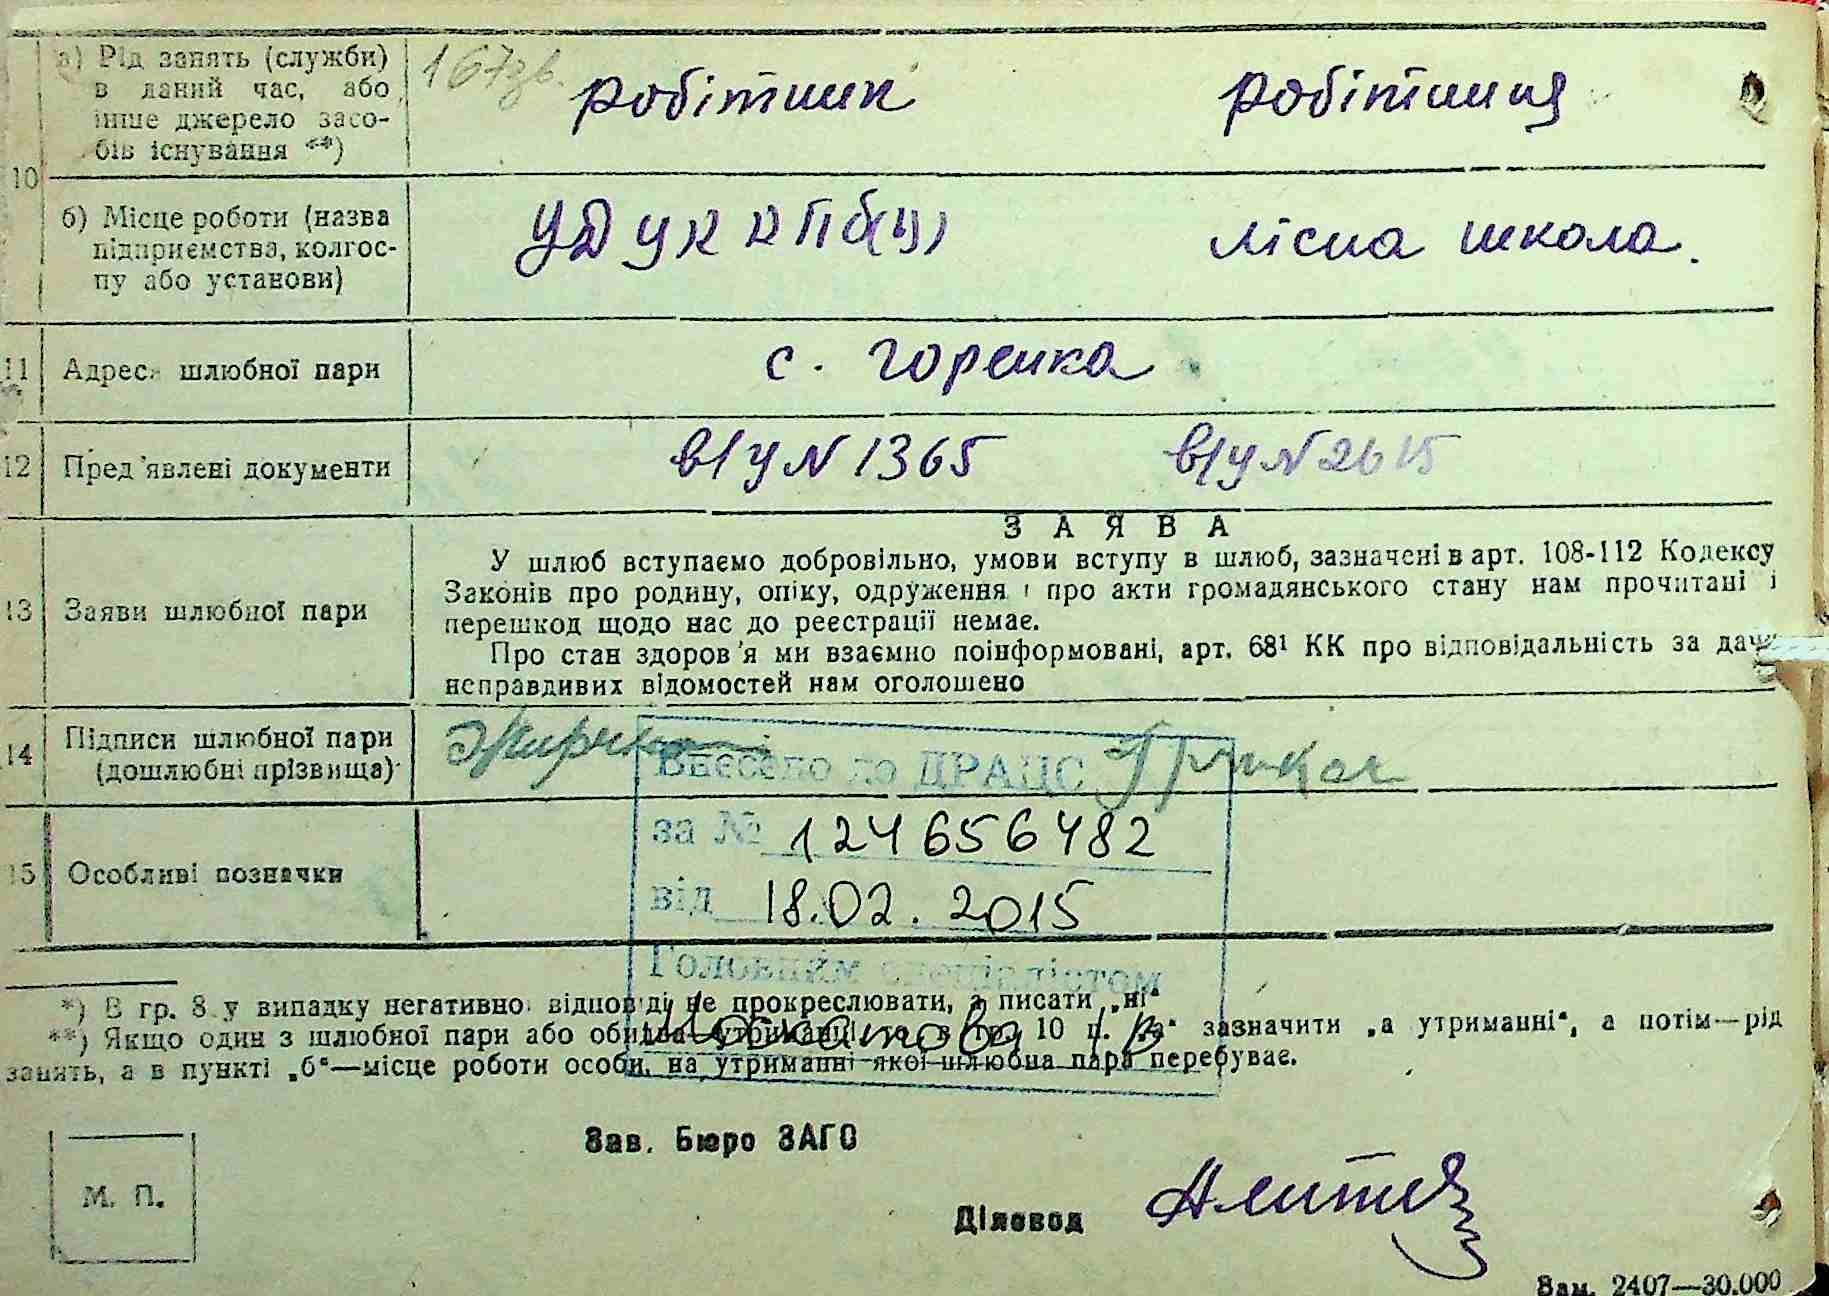 10
а) Рід занять (служби)
в даний час, або
інше джерело засо-
бів існування **)
167зв.
робітник
робітниця
б) Місце роботи (назва
підприємства, колгос-
пу або установи)
лісна школа.
11
Адреса шлюбної пари
с. Горенка
12
Пред'явлені документи
в/у N 1365
в/у N 2615
13
Заяви шлюбної пари
ЗАЯВА
У шлюб вступаємо добровільно, умови вступу в шлюб, зазначені в арт. 108-112 Кодексу
Законів про родину, опіку, одруження і про акти громадянського стану нам прочитані і
перешкод щодо нас до реєстрації немає.
Про стан здоров'я ми взаємно поінформовані, арт. 68¹ КК про відповідальність за дачу
неправдивих відомостей нам оголошено
14
Підписи шлюбної пари
(дошлюбні прізвища)
Внесено до ДРАЦС
за № 124656482
15
Особливі позначки
від 18.02.2015
Головним спеціалістом
*) В гр. 8 у випадку негативної відповіді не прокреслювати, а писати „ні“
**) Якщо один з шлюбної пари або обидва утриманці, то в гр. 10 п. „а“ зазначити „а утриманні“, а потім—рід
занять, а в пункті „б“—місце роботи особи, на утриманні якої шлюбна пара перебуває.
Зав. Бюро ЗАГС
М. П.
Діловод
Зам. 2407—30.000